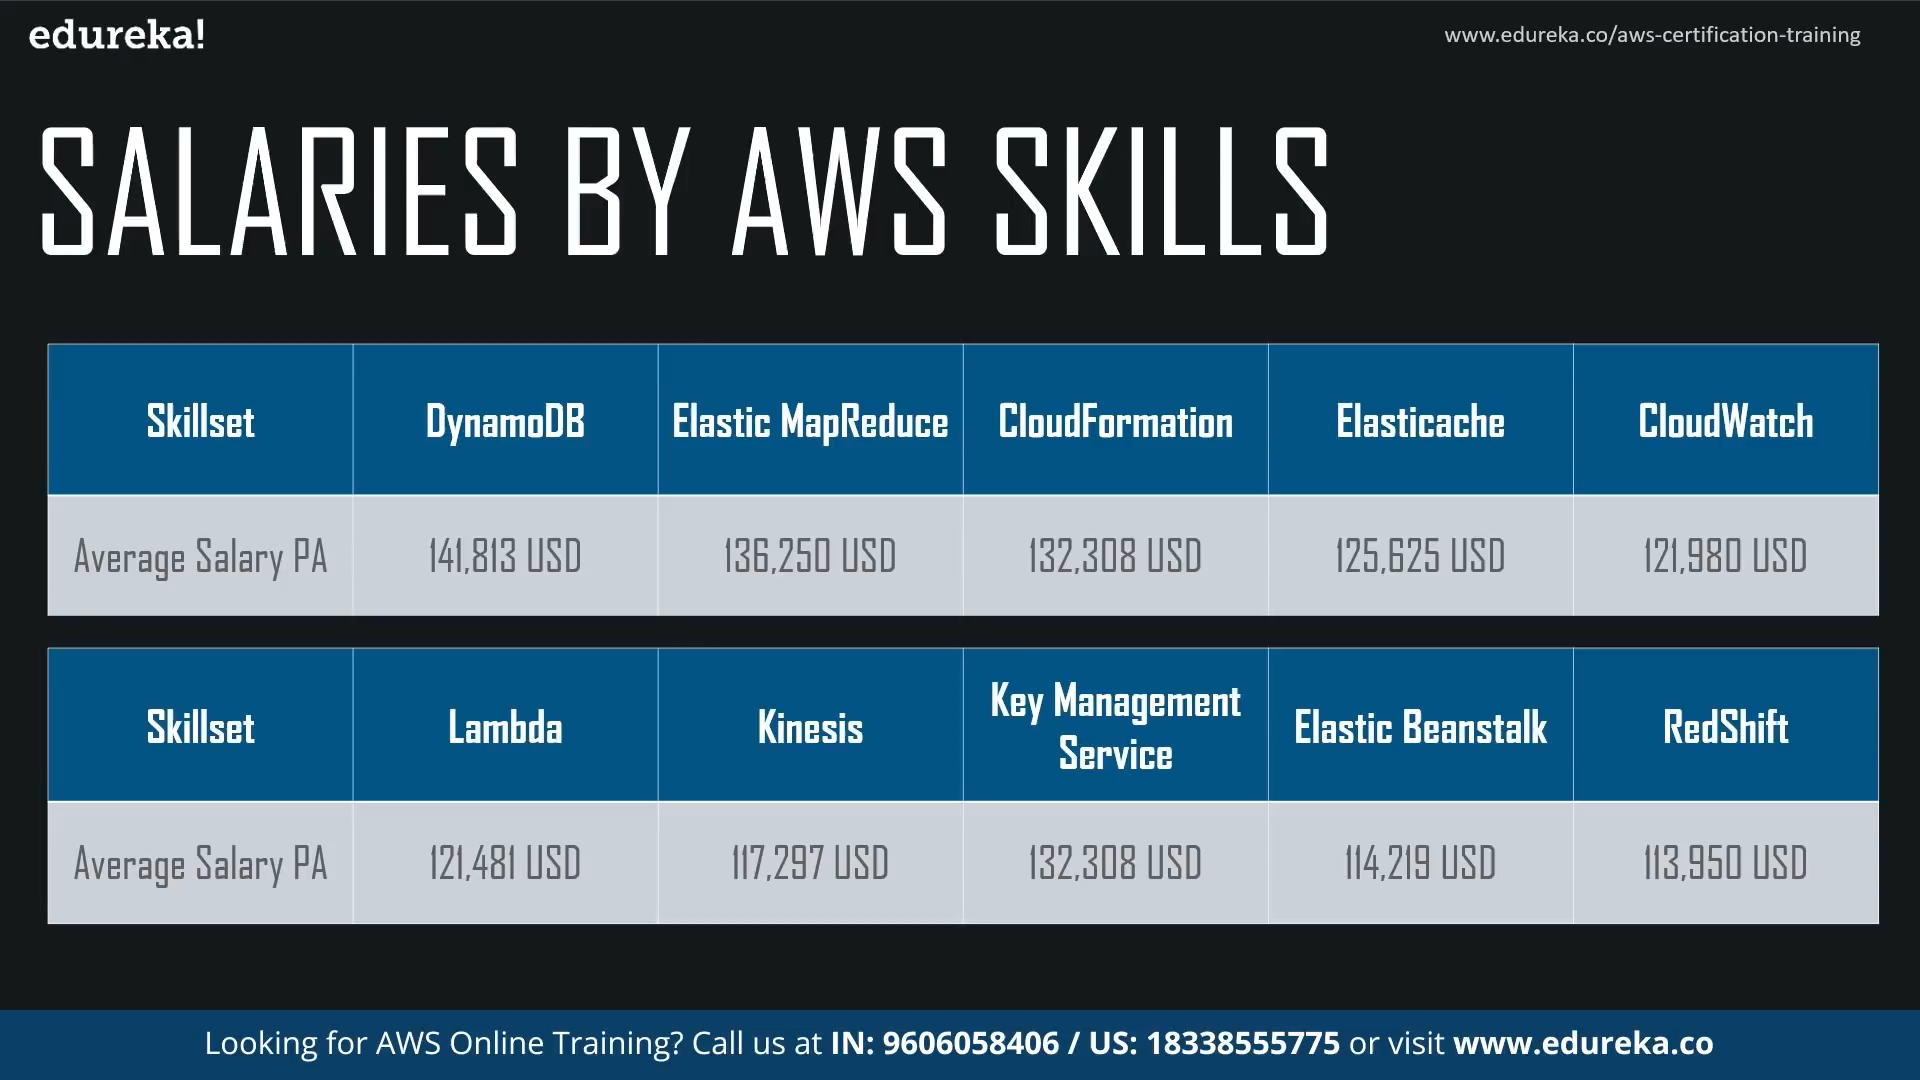 edureka!
www.edureka.co/aws-certification-training
SALARIES BY AWS SKILLS
Skillset DynamoDB Elastic MapReduce CloudFormation Elasticache CloudWatch
Average Salary PA 141,813 USD 136,250 USD 132,308 USD 125,625 USD 121,980 USD
Skillset Lambda Kinesis Key Management Service Elastic Beanstalk RedShift
Average Salary PA 121,481 USD 117,297 USD 132,308 USD 114,219 USD 113,950 USD
Looking for AWS Online Training? Call us at IN: 9606058406 / US: 18338555775 or visit www.edureka.co